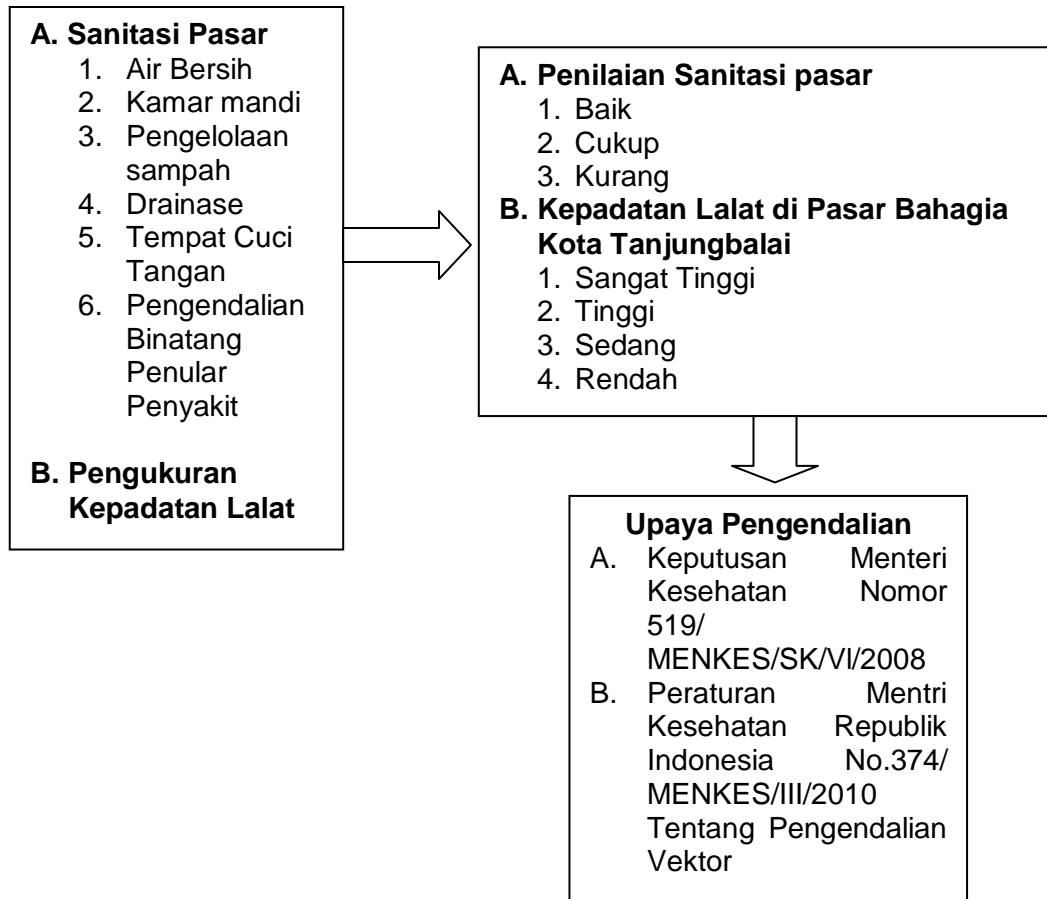 A. Sanitasi Pasar
1. Air Bersih
2. Kamar mandi
3. Pengelolaan
sampah
4. Drainase
5. Tempat Cuci
Tangan
6. Pengendalian
Binatang
Penular
Penyakit
B. Pengukuran
Kepadatan Lalat
A. Penilaian Sanitasi pasar
1. Baik
2. Cukup
3. Kurang
B. Kepadatan Lalat di Pasar Bahagia
Kota Tanjungbalai
1. Sangat Tinggi
2. Tinggi
3. Sedang
4. Rendah
Upaya Pengendalian
A. Keputusan Menteri
Kesehatan Nomor
519/
MENKES/SK/VI/2008
B. Peraturan Mentri
Kesehatan Republik
Indonesia No.374/
MENKES/III/2010
Tentang Pengendalian
Vektor